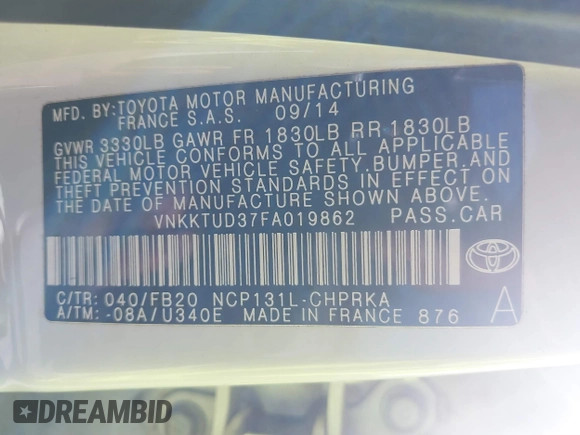 MFD. BY:TOYOTA MOTOR MANUFACTURING
FRANCE S.A.S. 09/14
GVWR 3330LB GAWR FR 1830LB RR 1830LB
THIS VEHICLE CONFORMS TO ALL APPLICABLE
FEDERAL MOTOR VEHICLE SAFETY, BUMPER, AND
THEFT PREVENTION STANDARDS IN EFFECT ON
THE DATE OF MANUFACTURE SHOWN ABOVE.
VNKKTUD37FA019862 PASS.CAR
C/TR: 040/FB20 NCP131L-CHPRKA A
A/TM: -08A/U340E MADE IN FRANCE 876
DREAMBID